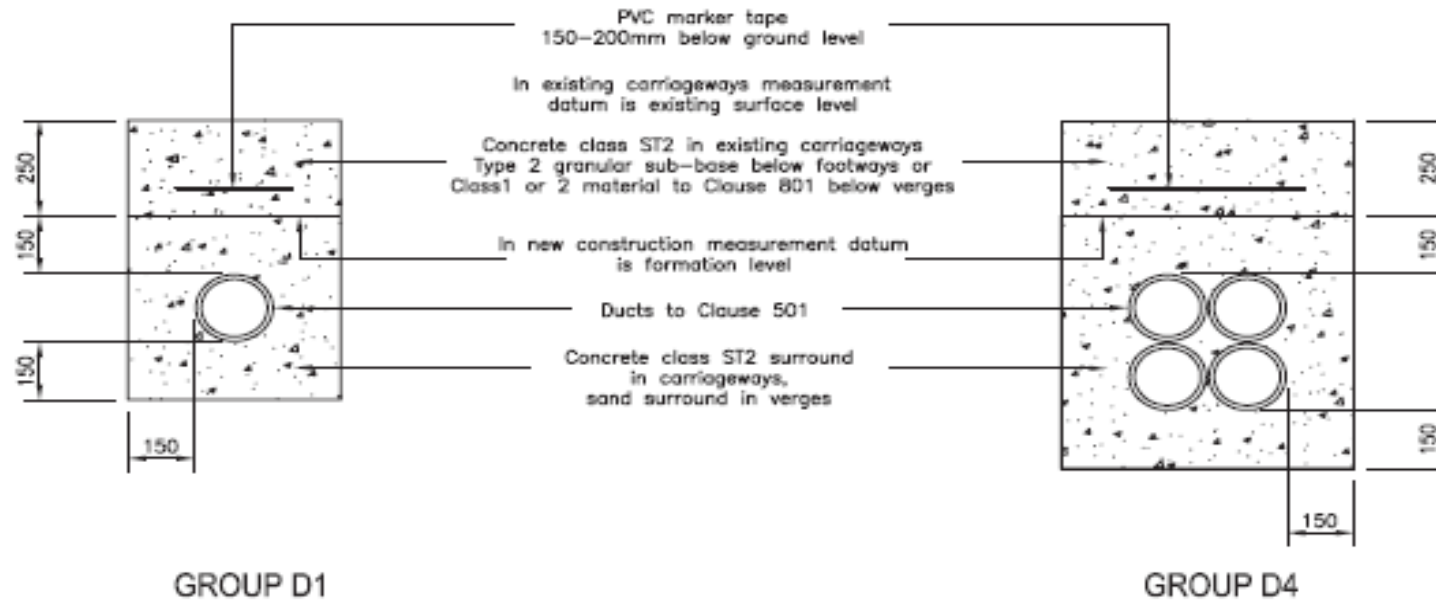 PVC marker tape
150-200mm below ground level
In existing carriageways measurement
datum is existing surface level
Concrete class ST2 in existing carriageways
Type 2 granular sub-base below footways or
Class1 or 2 material to Clause 801 below verges
In new construction measurement datum
is formation level
Ducts to Clause 501
Concrete class ST2 surround
in carriageways,
sand surround in verges
250
150
150
150
250
150
150
150
GROUP D1
GROUP D4